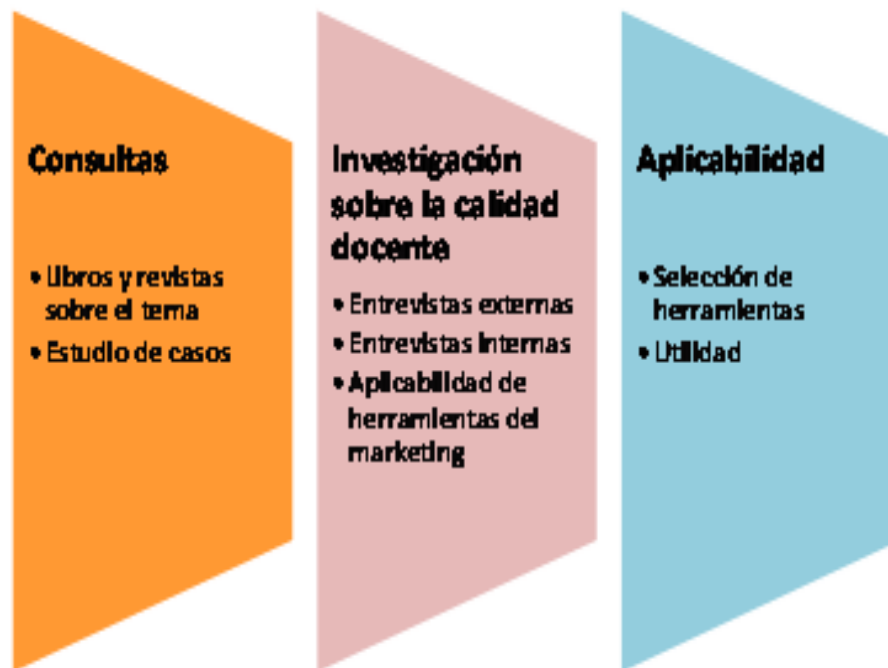 Consultas
• Libros y revistas
sobre el tema
• Estudio de casos
Investigación
sobre la calidad
docente
• Entrevistas externas
• Entrevistas internas
• Aplicabilidad de
herramientas del
marketing
Aplicabilidad
• Selección de
herramientas
• Utilidad